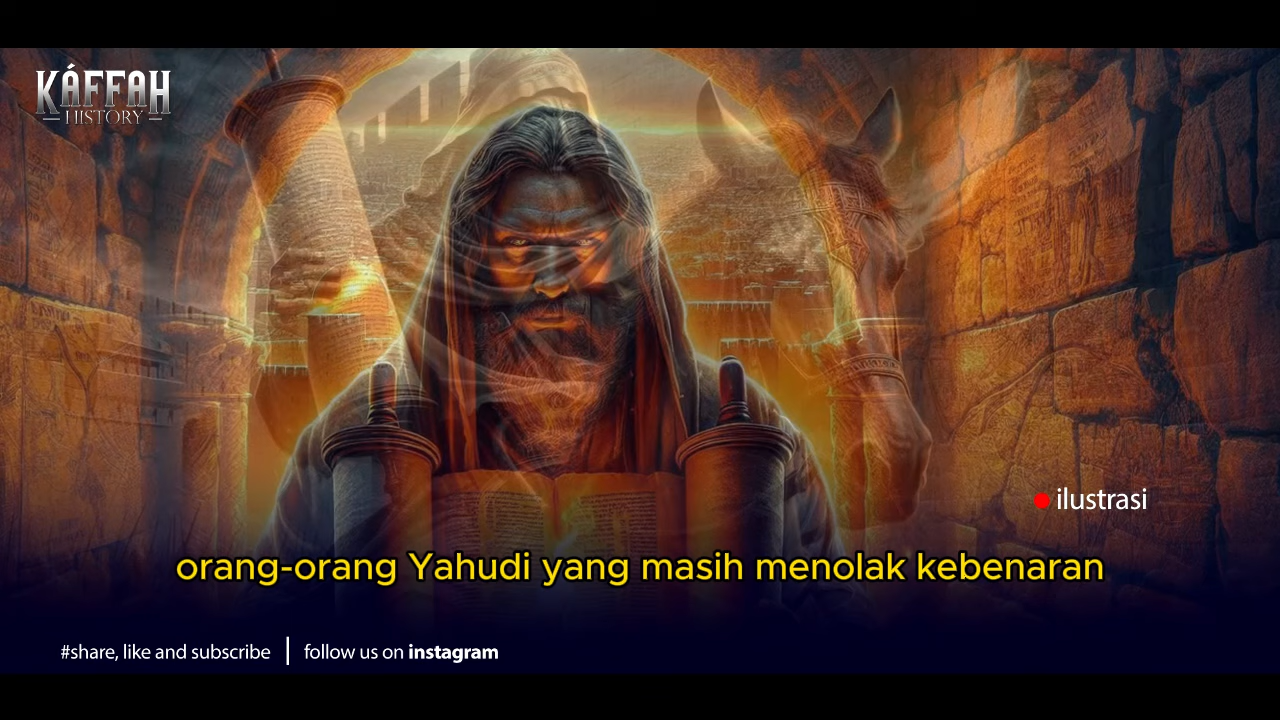 KÁFFAH
HISTORY
ilustrasi
orang-orang Yahudi yang masih menolak kebenaran
#share, like and subscribe | follow us on instagram